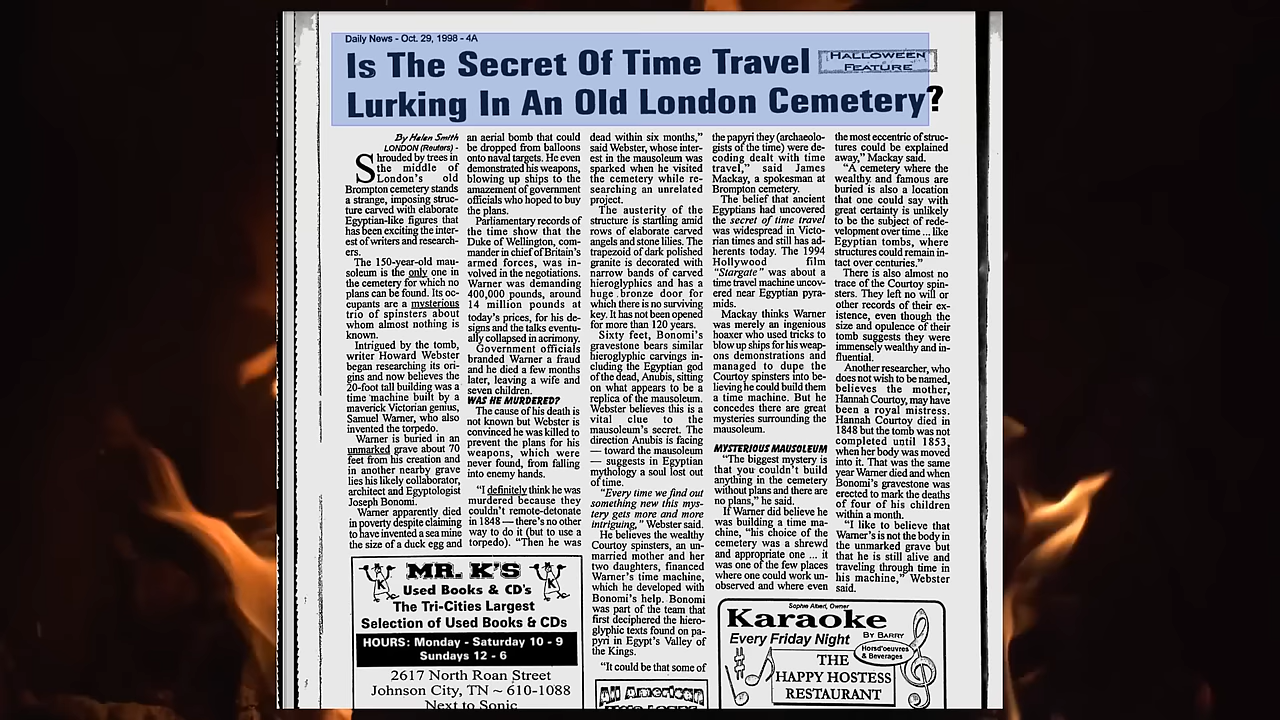 Daily News - Oct. 29, 1998 - 4A
Is The Secret Of Time Travel
HALLOWEEN
FEATURE
Lurking In An Old London Cemetery?
By Helen Smith
LONDON (Reuters) -
Shrouded by trees in
the middle of
London's old
Brompton cemetery stands
a strange, imposing struc-
ture carved with elaborate
Egyptian-like figures that
has been exciting the inter-
est of writers and research-
ers.
The 150-year-old mau-
soleum is the only one in
the cemetery for which no
plans can be found. Its oc-
cupants are a mysterious
trio of spinsters about
whom almost nothing is
known.
Intrigued by the tomb,
writer Howard Webster
began researching its ori-
gins and now believes the
20-foot tall building was a
time machine built by a
maverick Victorian genius,
Samuel Warner, who also
invented the torpedo.
Warner is buried in an
unmarked grave about 70
feet from his creation and
in another nearby grave
lies his likely collaborator,
architect and Egyptologist
Joseph Bonomi.
Warner apparently died
in poverty despite claiming
to have invented a sea mine
the size of a duck egg and
an aerial bomb that could
be dropped from balloons
onto naval targets. He even
demonstrated his weapons,
blowing up ships to the
amazement of government
officials who hoped to buy
the plans.
Parliamentary records of
the time show that the
Duke of Wellington, com-
mander in chief of Britain's
armed forces, was in-
volved in the negotiations.
Warner was demanding
400,000 pounds, around
14 million pounds at
today's prices, for his de-
signs and the talks eventu-
ally collapsed in acrimony.
Government officials
branded Warner a fraud
and he died a few months
later, leaving a wife and
seven children.
WAS HE MURDERED?
The cause of his death is
not known but Webster is
convinced he was killed to
prevent the plans for his
weapons, which were
never found, from falling
into enemy hands.
"I definitely think he was
murdered because they
couldn't remote-detonate
in 1848 — there's no other
way to do it (but to use a
torpedo). "Then he was
dead within six months,"
said Webster, whose inter-
est in the mausoleum was
sparked when he visited
the cemetery while re-
searching an unrelated
project.
The austerity of the
structure is startling amid
rows of elaborate carved
angels and stone lilies. The
trapezoid of dark polished
granite is decorated with
narrow bands of carved
hieroglyphics and has a
huge bronze door for
which there is no surviving
key. It has not been opened
for more than 120 years.
Sixty feet, Bonomi's
gravestone bears similar
hieroglyphic carvings in-
cluding the Egyptian god
of the dead, Anubis, sitting
on what appears to be a
replica of the mausoleum.
Webster believes this is a
vital clue to the
mausoleum's secret. The
direction Anubis is facing
— toward the mausoleum
— suggests in Egyptian
mythology a soul lost out
of time.
"Every time we find out
something new this mys-
tery gets more and more
intriguing," Webster said.
He believes the wealthy
Courtoy spinsters, an un-
married mother and her
two daughters, financed
Warner's time machine,
which he developed with
Bonomi's help. Bonomi
was part of the team that
first deciphered the hiero-
glyphic texts found on pa-
pyri in Egypt's Valley of
the Kings.
"It could be that some of
the papyri they (archaeolo-
gists of the time) were de-
coding dealt with time
travel," said James
Mackay, a spokesman at
Brompton cemetery.
The belief that ancient
Egyptians had uncovered
the secret of time travel
was widespread in Victo-
rian times and still has ad-
herents today. The 1994
Hollywood film
"Stargate" was about a
time travel machine uncov-
ered near Egyptian pyra-
mids.
Mackay thinks Warner
was merely an ingenious
hoaxer who used tricks to
blow up ships for his weap-
ons demonstrations and
managed to dupe the
Courtoy spinsters into be-
lieving he could build them
a time machine. But he
concedes there are great
mysteries surrounding the
mausoleum.
MYSTERIOUS MAUSOLEUM
"The biggest mystery is
that you couldn't build
anything in the cemetery
without plans and there are
no plans," he said.
If Warner did believe he
was building a time ma-
chine, "his choice of the
cemetery was a shrewd
and appropriate one ... it
was one of the few places
where one could work un-
observed and where even
the most eccentric of struc-
tures could be explained
away," Mackay said.
"A cemetery where the
wealthy and famous are
buried is also a location
that one could say with
great certainty is unlikely
to be the subject of rede-
velopment over time ... like
Egyptian tombs, where
structures could remain in-
tact over centuries."
There is also almost no
trace of the Courtoy spin-
sters. They left no will or
other records of their ex-
istence, even though the
size and opulence of their
tomb suggests they were
immensely wealthy and in-
fluential.
Another researcher, who
does not wish to be named,
believes the mother,
Hannah Courtoy, may have
been a royal mistress.
Hannah Courtoy died in
1848 but the tomb was not
completed until 1853,
when her body was moved
into it. That was the same
year Warner died and when
Bonomi's gravestone was
erected to mark the deaths
of four of his children
within a month.
"I like to believe that
Warner's is not the body in
the unmarked grave but
that he is still alive and
traveling through time in
his machine," Webster
said.
MR. K'S
Used Books & CD's
The Tri-Cities Largest
Selection of Used Books & CDs
HOURS: Monday - Saturday 10 - 9
Sundays 12 - 6
2617 North Roan Street
Johnson City, TN ~ 610-1088
Next to Sonic
All American
Sophie Albert, Owner
Karaoke
Every Friday Night
BY BARRY
Horsd'oeuvres
& Beverages
THE
HAPPY HOSTESS
RESTAURANT